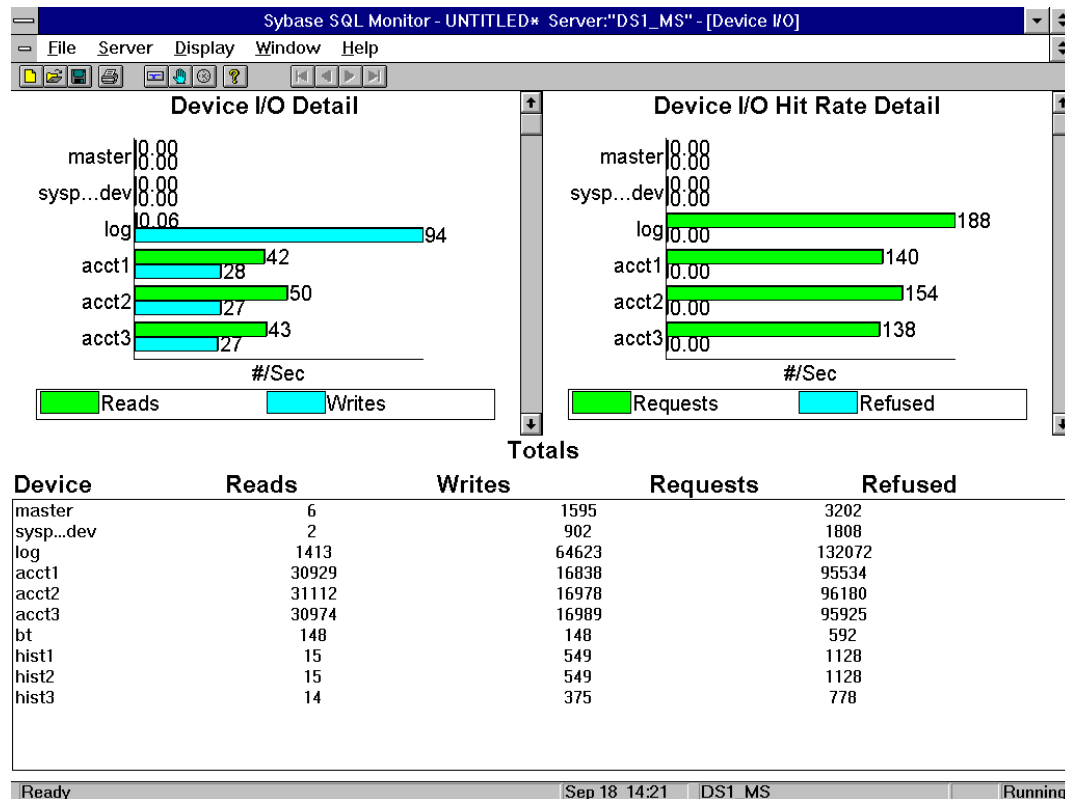 Sybase SQL Monitor - UNTITLED* Server:"DS1_MS" - [Device I/O]
File Server Display Window Help
Device I/O Detail
master 0.00
0.00
sysp...dev 0.00
0.00
log 0.06
94
acct1 42
28
acct2 50
27
acct3 43
27
#/Sec
Reads Writes
Device I/O Hit Rate Detail
master 0.00
0.00
sysp...dev 0.00
0.00
log 188
0.00
acct1 140
0.00
acct2 154
0.00
acct3 138
0.00
#/Sec
Requests Refused
Totals
Device Reads Writes Requests Refused
master 6 1595 3202
sysp...dev 2 902 1808
log 1413 64623 132072
acct1 30929 16838 95534
acct2 31112 16978 96180
acct3 30974 16989 95925
bt 148 148 592
hist1 15 549 1128
hist2 15 549 1128
hist3 14 375 778
Ready Sep 18 14:21 DS1_MS Running